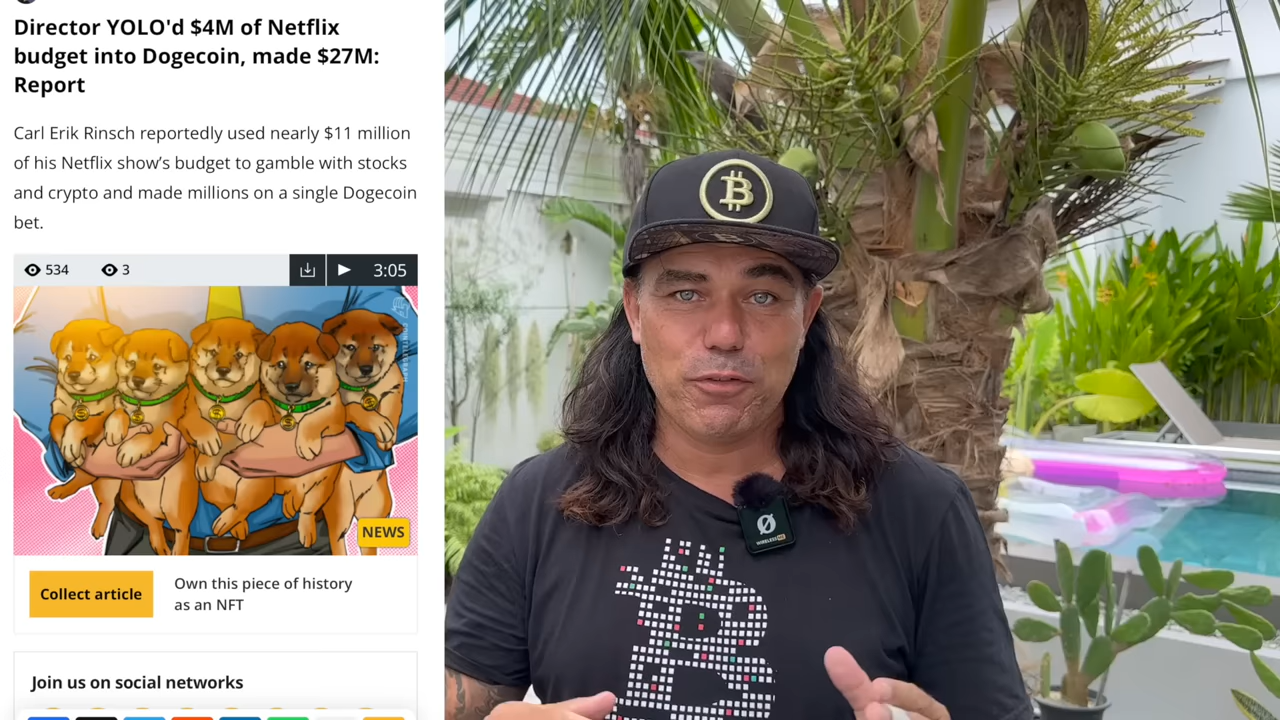 Director YOLO'd $4M of Netflix
budget into Dogecoin, made $27M:
Report
Carl Erik Rinsch reportedly used nearly $11 million
of his Netflix show’s budget to gamble with stocks
and crypto and made millions on a single Dogecoin
bet.
534 3 3:05
COINTELEGRAPH
NEWS
Collect article
Own this piece of history
as an NFT
Join us on social networks
WIRELESS